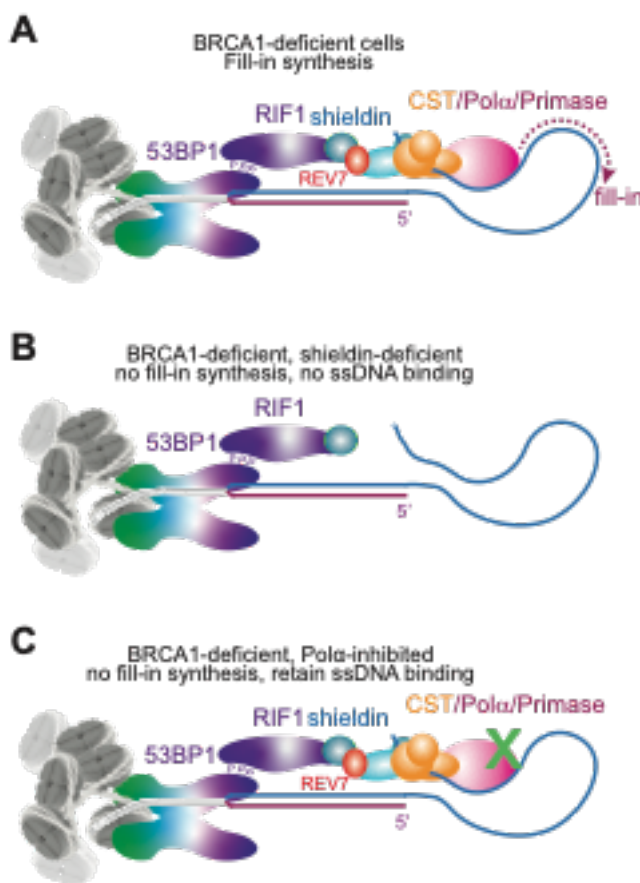 A
BRCA1-deficient cells
Fill-in synthesis
CST/Polα/Primase
RIF1 shieldin
53BP1
REV7
fill-in
5'
B
BRCA1-deficient, shieldin-deficient
no fill-in synthesis, no ssDNA binding
RIF1
53BP1
5'
C
BRCA1-deficient, Polα-inhibited
no fill-in synthesis, retain ssDNA binding
CST/Polα/Primase
RIF1 shieldin
53BP1
REV7
5'